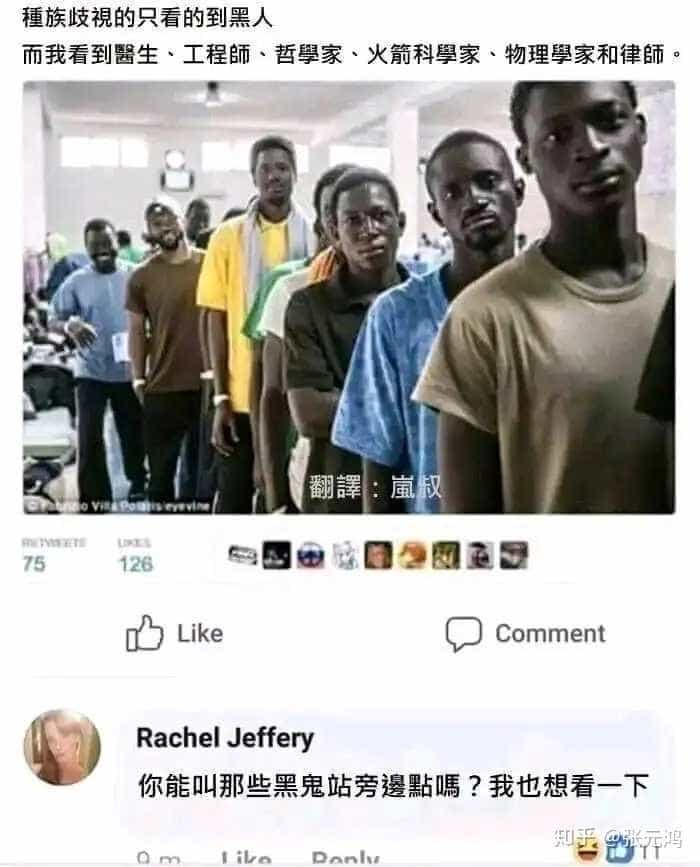 種族歧視的只看的到黑人
而我看到醫生、工程師、哲學家、火箭科學家、物理學家和律師。
翻譯：嵐叔
© Fabrizio Villa Polaris/eyevine
RETWEETS LIKES
75 126
Like Comment
Rachel Jeffery
你能叫那些黑鬼站旁邊點嗎？我也想看一下
知乎 @张元鸿
9 m Like Reply 11